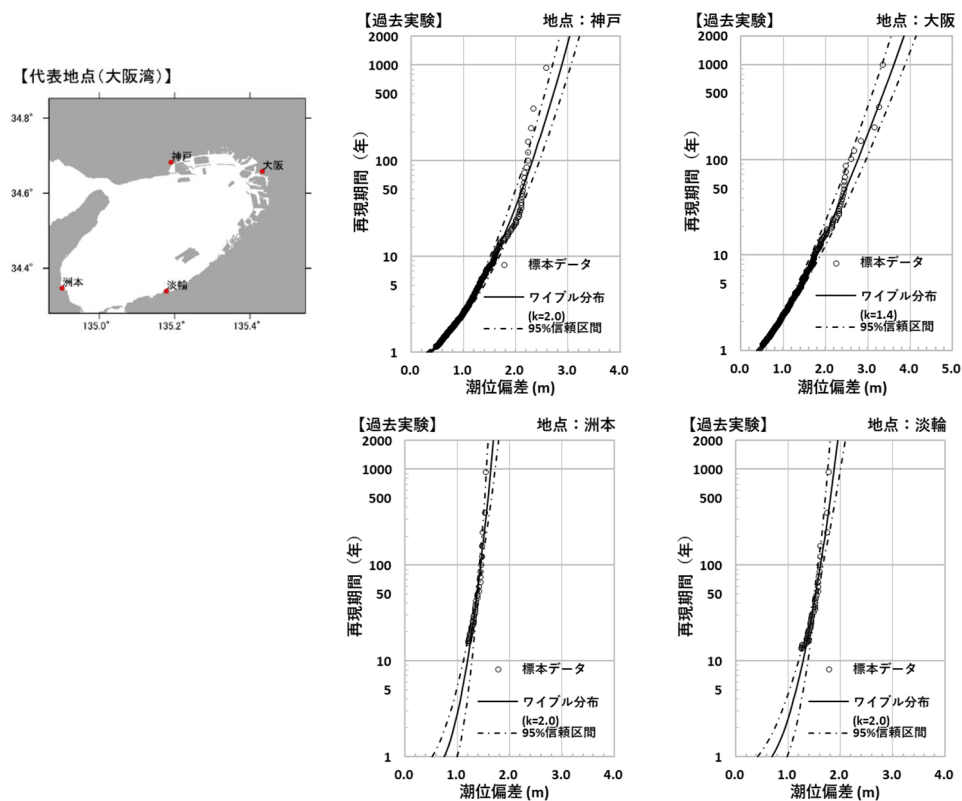 【代表地点(大阪湾)】
34.8°
34.6°
34.4°
135.0°
135.2°
135.4°
神戸
大阪
洲本
淡輪
【過去実験】 地点：神戸
再現期間（年）
2000
1000
500
100
50
10
5
1
標本データ
ワイブル分布
(k=2.0)
95%信頼区間
0.0 1.0 2.0 3.0 4.0
潮位偏差(m)
【過去実験】 地点：大阪
再現期間（年）
2000
1000
500
100
50
10
5
1
標本データ
ワイブル分布
(k=1.4)
95%信頼区間
0.0 1.0 2.0 3.0 4.0 5.0
潮位偏差(m)
【過去実験】 地点：洲本
再現期間（年）
2000
1000
500
100
50
10
5
1
標本データ
ワイブル分布
(k=2.0)
95%信頼区間
0.0 1.0 2.0 3.0 4.0
潮位偏差(m)
【過去実験】 地点：淡輪
再現期間（年）
2000
1000
500
100
50
10
5
1
標本データ
ワイブル分布
(k=2.0)
95%信頼区間
0.0 1.0 2.0 3.0 4.0
潮位偏差(m)